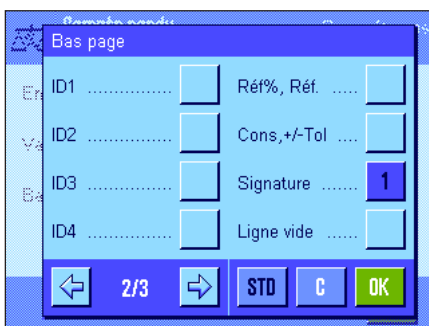 Bas page
ID1 ............... Réf%, Réf. .....
ID2 ............... Cons,+/-Tol ....
ID3 ............... Signature ....... 1
ID4 ............... Ligne vide ......
2/3 STD C OK